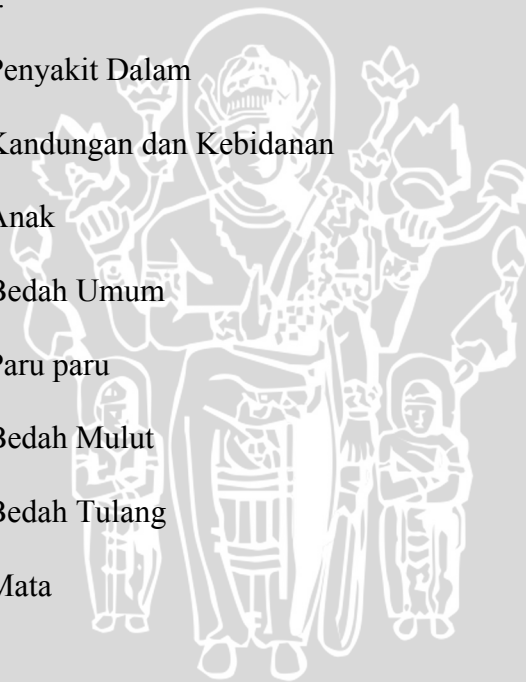 Penyakit Dalam
Kandungan dan Kebidanan
Anak
Bedah Umum
Paru paru
Bedah Mulut
Bedah Tulang
Mata